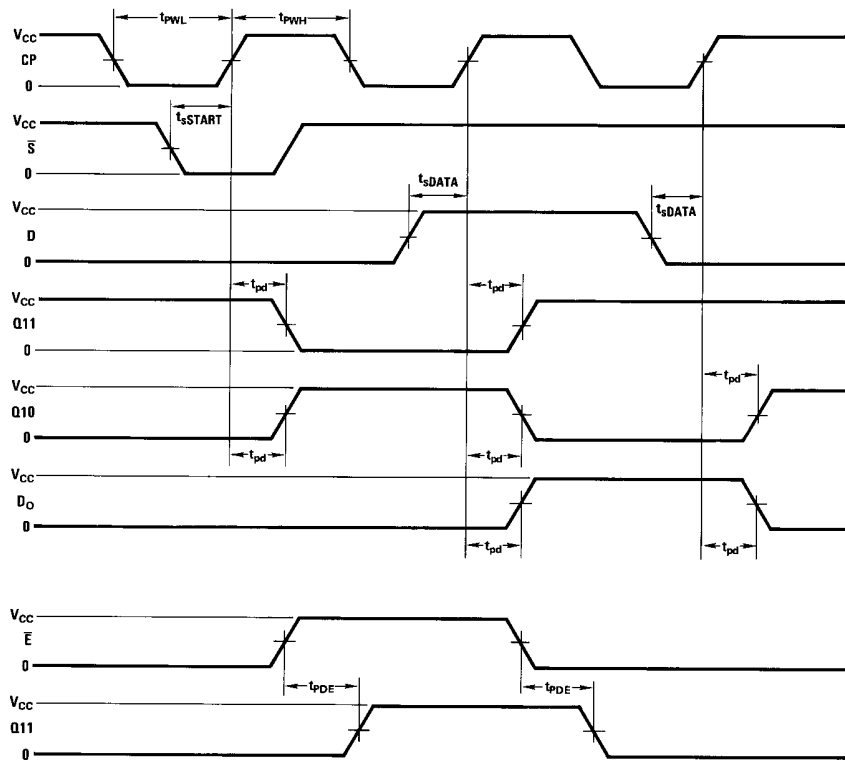 tPWL tPWH
VCC
CP
0
tsSTART
VCC
S̅
0
tsDATA tsDATA
VCC
D
0
tpd tpd
VCC
Q11
0
tpd
VCC
Q10
0
tpd tpd
VCC
DO
0
tpd tpd
VCC
E̅
0
tPDE tPDE
VCC
Q11
0